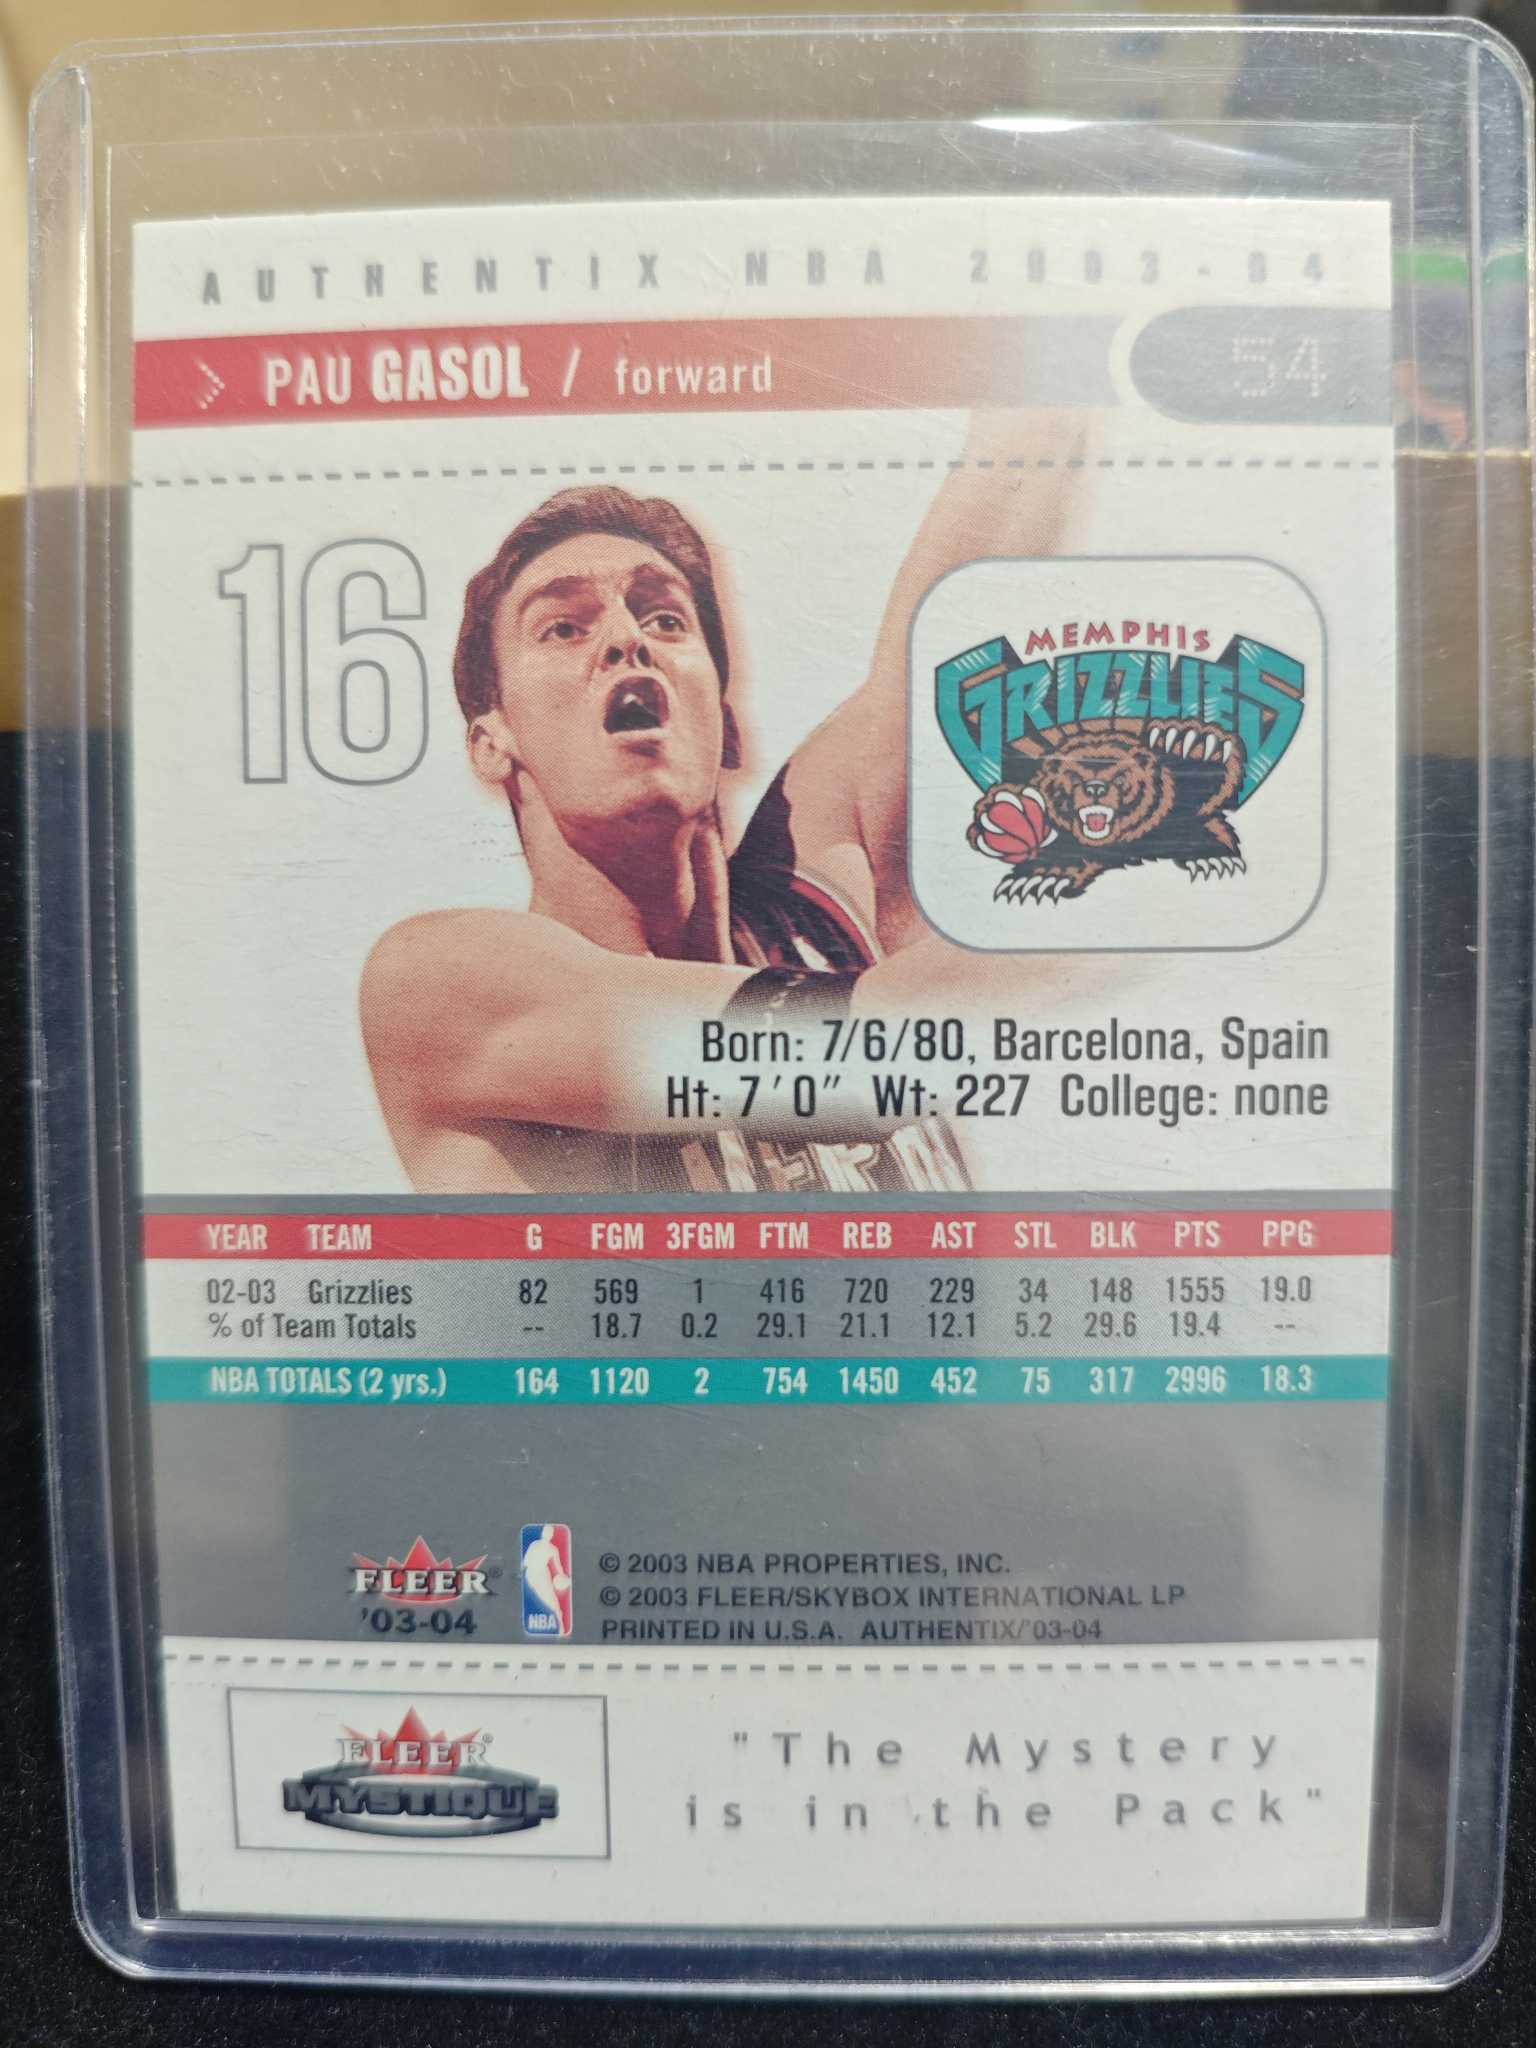 AUTHENTIX NBA 2003-04
PAU GASOL / forward
54
16
MEMPHIS
GRIZZLIES
Born: 7/6/80, Barcelona, Spain
Ht: 7'0" Wt: 227 College: none
YEAR TEAM G FGM 3FGM FTM REB AST STL BLK PTS PPG
02-03 Grizzlies 82 569 1 416 720 229 34 148 1555 19.0
% of Team Totals -- 18.7 0.2 29.1 21.1 12.1 5.2 29.6 19.4 --
NBA TOTALS (2 yrs.) 164 1120 2 754 1450 452 75 317 2996 18.3
FLEER®
'03-04
NBA
© 2003 NBA PROPERTIES, INC.
© 2003 FLEER/SKYBOX INTERNATIONAL LP
PRINTED IN U.S.A. AUTHENTIX/'03-04
FLEER®
MYSTIQUE
"The Mystery
is in the Pack"